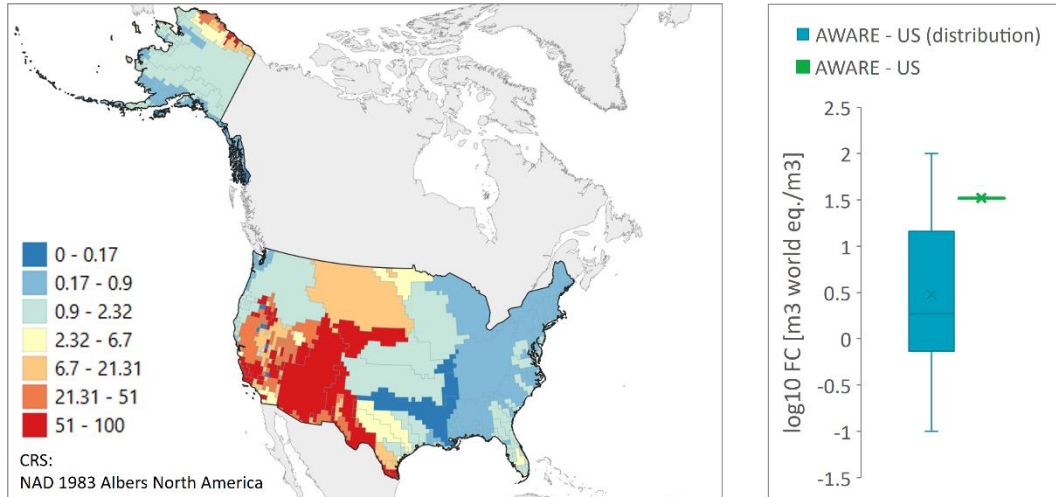 0 - 0.17
0.17 - 0.9
0.9 - 2.32
2.32 - 6.7
6.7 - 21.31
21.31 - 51
51 - 100
CRS:
NAD 1983 Albers North America
AWARE - US (distribution)
AWARE - US
log10 FC [m3 world eq./m3]
2.5
2
1.5
1
0.5
0
-0.5
-1
-1.5